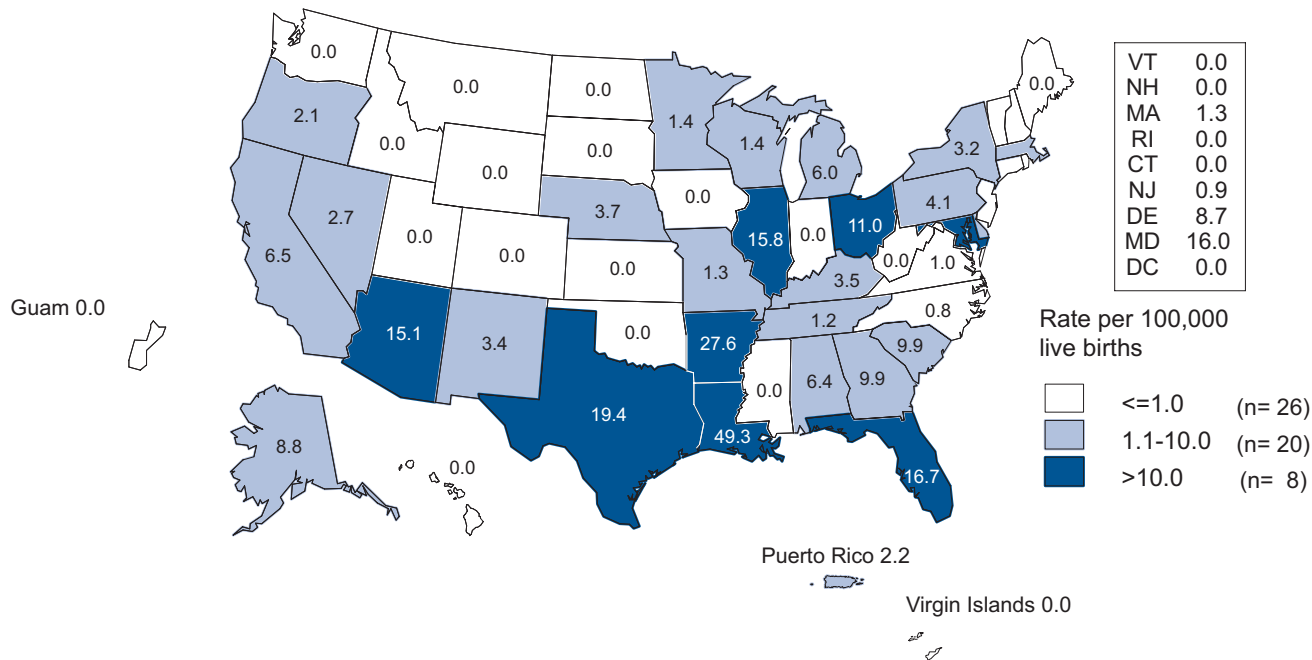 0.0
0.0
0.0
0.0
VT 0.0
NH 0.0
MA 1.3
RI 0.0
CT 0.0
NJ 0.9
DE 8.7
MD 16.0
DC 0.0
2.1
1.4
1.4
3.2
0.0
0.0
0.0
6.0
4.1
2.7
3.7
0.0
11.0
6.5
0.0
0.0
0.0
15.8
0.0
0.0
1.0
1.3
3.5
Guam 0.0
15.1
3.4
0.0
27.6
1.2
0.8
9.9
Rate per 100,000
live births
0.0
6.4
9.9
19.4
49.3
16.7
<=1.0 (n= 26)
1.1-10.0 (n= 20)
>10.0 (n= 8)
8.8
0.0
Puerto Rico 2.2
Virgin Islands 0.0